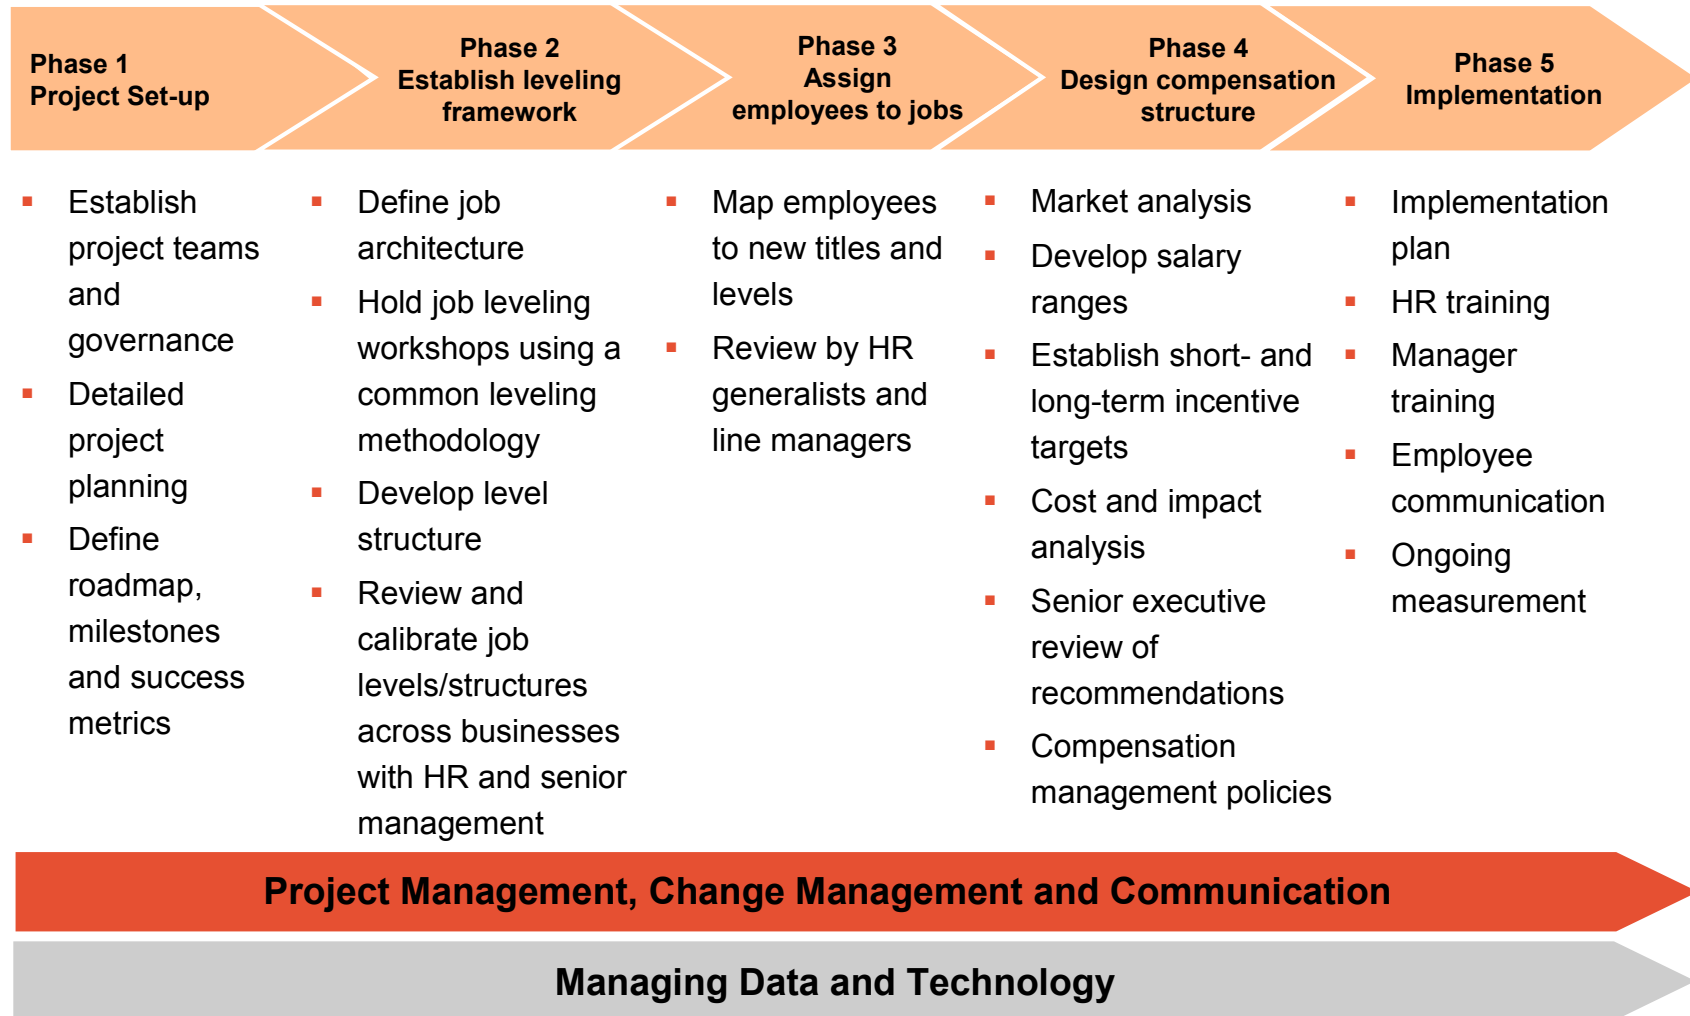 Phase 1
Project Set-up
Phase 2
Establish leveling
framework
Phase 3
Assign
employees to jobs
Phase 4
Design compensation
structure
Phase 5
Implementation
▪ Establish
project teams
and
governance
▪ Detailed
project
planning
▪ Define
roadmap,
milestones
and success
metrics
▪ Define job
architecture
▪ Hold job leveling
workshops using a
common leveling
methodology
▪ Develop level
structure
▪ Review and
calibrate job
levels/structures
across businesses
with HR and senior
management
▪ Map employees
to new titles and
levels
▪ Review by HR
generalists and
line managers
▪ Market analysis
▪ Develop salary
ranges
▪ Establish short- and
long-term incentive
targets
▪ Cost and impact
analysis
▪ Senior executive
review of
recommendations
▪ Compensation
management policies
▪ Implementation
plan
▪ HR training
▪ Manager
training
▪ Employee
communication
▪ Ongoing
measurement
Project Management, Change Management and Communication
Managing Data and Technology